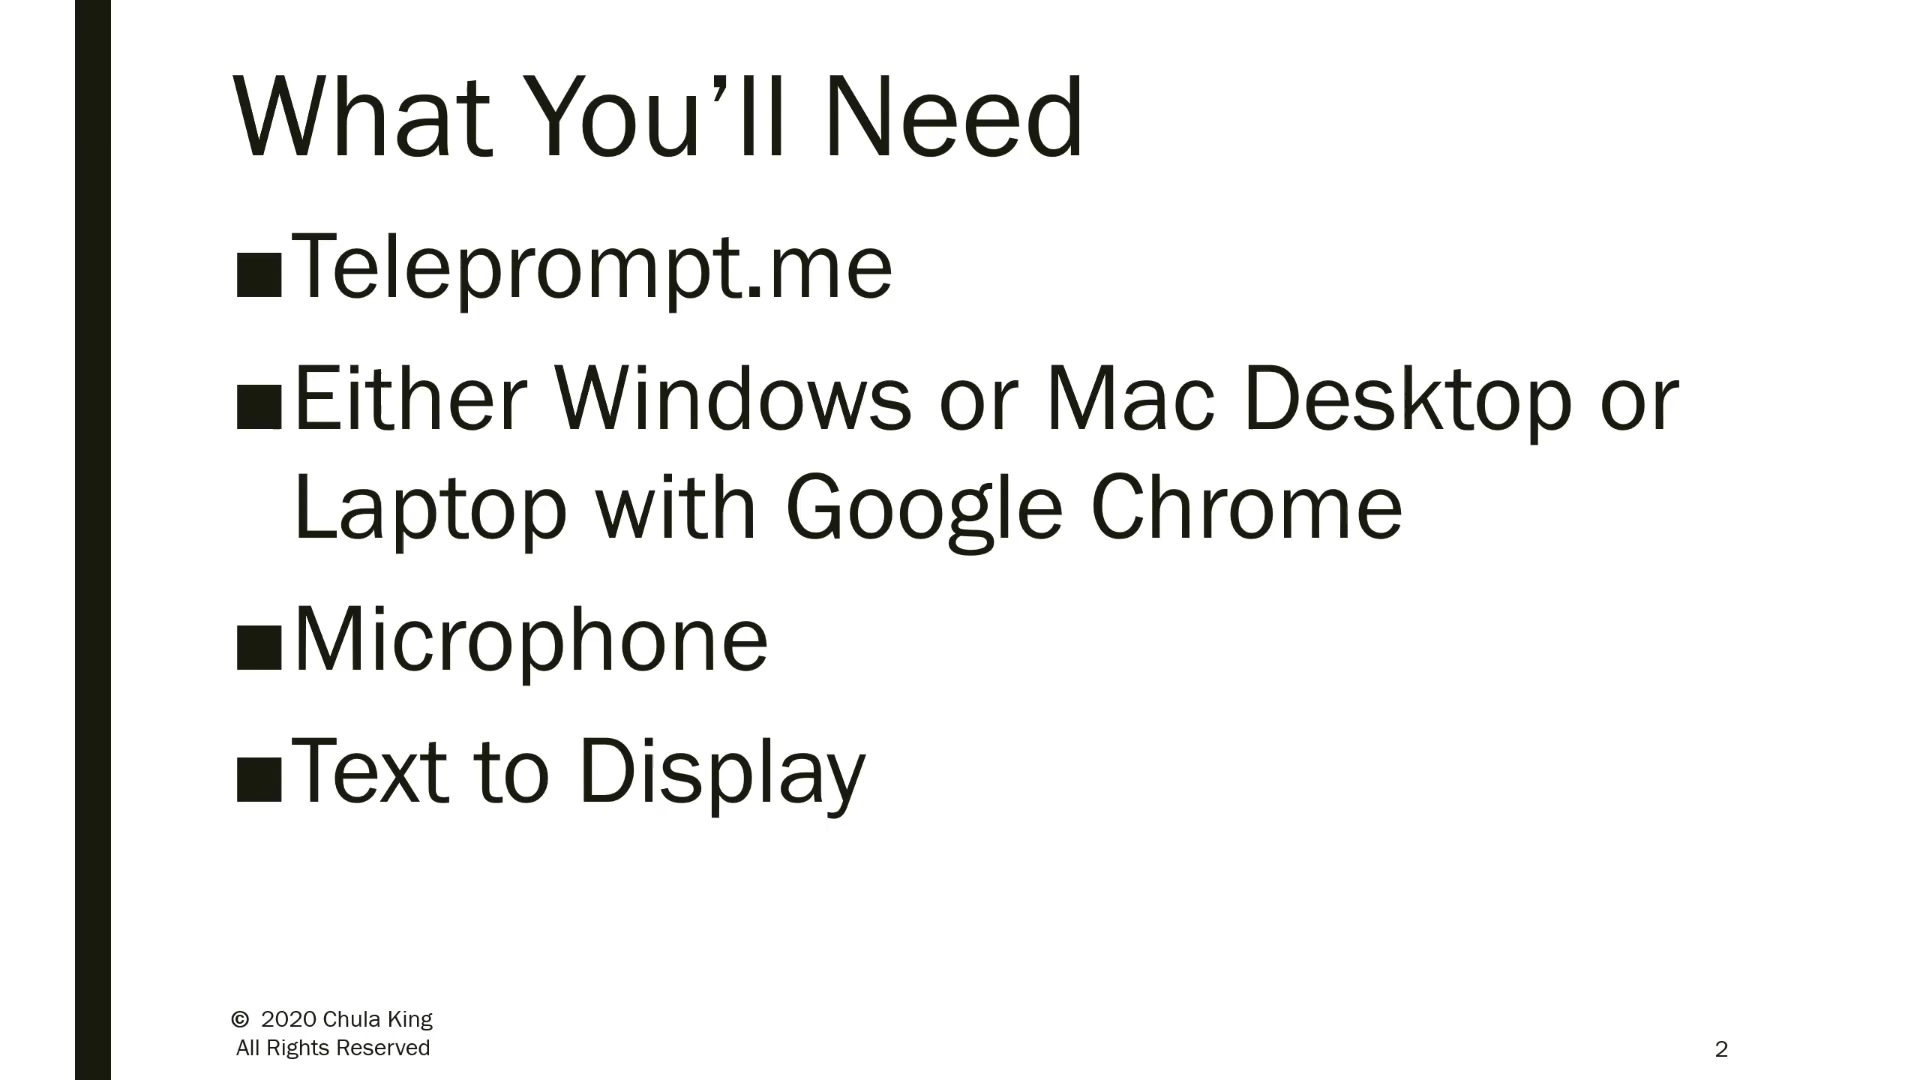 What You’ll Need
■Teleprompt.me
■Either Windows or Mac Desktop or
Laptop with Google Chrome
■Microphone
■Text to Display
© 2020 Chula King
All Rights Reserved
2